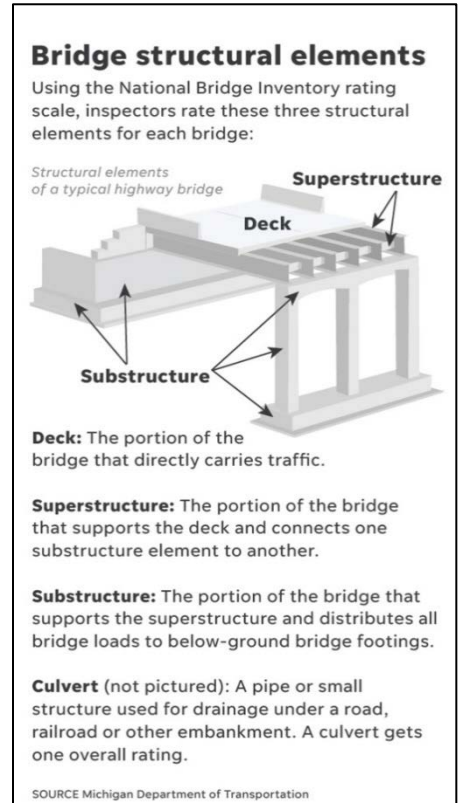 Bridge structural elements
Using the National Bridge Inventory rating
scale, inspectors rate these three structural
elements for each bridge:
Structural elements
of a typical highway bridge
Superstructure
Deck
Substructure
Deck: The portion of the
bridge that directly carries traffic.
Superstructure: The portion of the bridge
that supports the deck and connects one
substructure element to another.
Substructure: The portion of the bridge that
supports the superstructure and distributes all
bridge loads to below-ground bridge footings.
Culvert (not pictured): A pipe or small
structure used for drainage under a road,
railroad or other embankment. A culvert gets
one overall rating.
SOURCE Michigan Department of Transportation